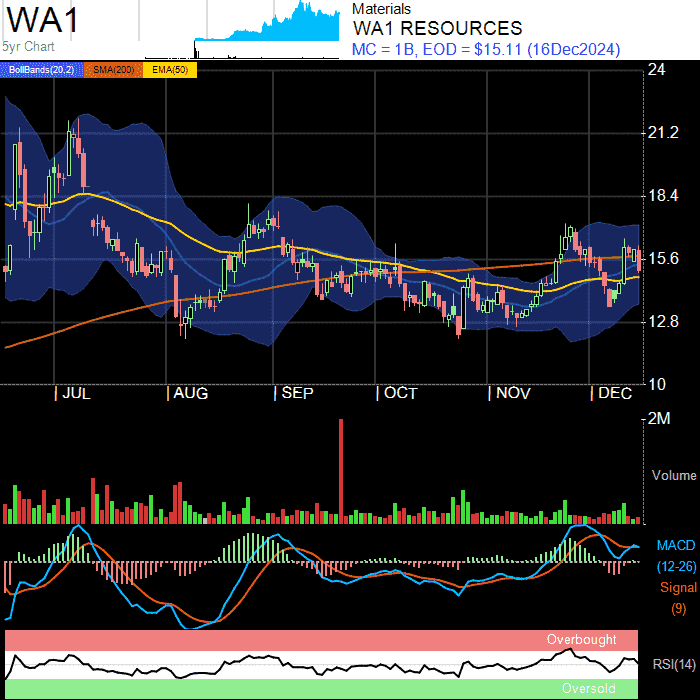 WA1
5yr Chart
Materials
WA1 RESOURCES
MC = 1B, EOD = $15.11 (16Dec2024)
BollBands(20,2) SMA(200) EMA(50)
24
21.2
18.4
15.6
12.8
10
| JUL | AUG | SEP | OCT | NOV | DEC
2M
Volume
MACD
(12-26)
Signal
(9)
Overbought
RSI(14)
Oversold